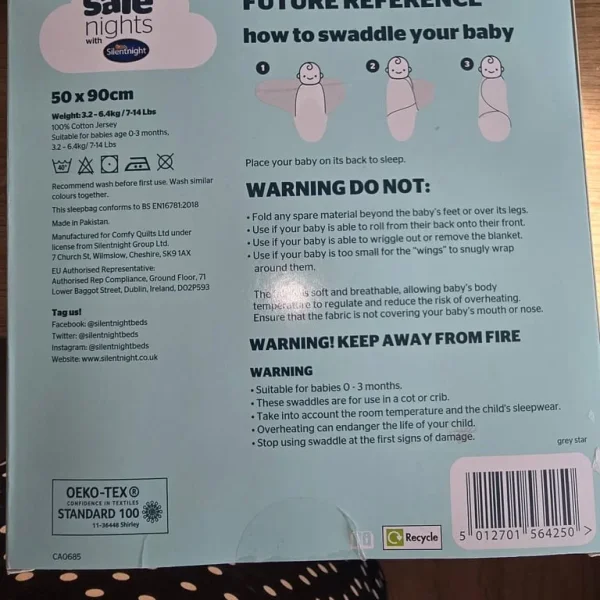 safe
nights
with
Silentnight
50 x 90cm
Weight: 3.2 - 6.4kg / 7-14 Lbs
100% Cotton Jersey
Suitable for babies age 0-3 months,
3.2 - 6.4kg/ 7-14 Lbs
40°
Recommend wash before first use. Wash similar
colours together.
This sleepbag conforms to BS EN16781:2018
Made in Pakistan.
Manufactured for Comfy Quilts Ltd under
license from Silentnight Group Ltd.
7 Church St, Wilmslow, Cheshire, SK9 1AX
EU Authorised Representative:
Authorised Rep Compliance, Ground Floor, 71
Lower Baggot Street, Dublin, Ireland, D02P593
Tag us!
Facebook: @silentnightbeds
Twitter: @silentnightbeds
Instagram: @silentnightbeds
Website: www.silentnight.co.uk
OEKO-TEX®
CONFIDENCE IN TEXTILES
STANDARD 100
11-36448 Shirley
CA0685
FUTURE REFERENCE
how to swaddle your baby
1 2 3
Place your baby on its back to sleep.
WARNING DO NOT:
• Fold any spare material beyond the baby's feet or over its legs.
• Use if your baby is able to roll from their back onto their front.
• Use if your baby is able to wriggle out or remove the blanket.
• Use if your baby is too small for the "wings" to snugly wrap
around them.
The is soft and breathable, allowing baby's body
temperature to regulate and reduce the risk of overheating.
Ensure that the fabric is not covering your baby's mouth or nose.
WARNING! KEEP AWAY FROM FIRE
WARNING
• Suitable for babies 0 - 3 months.
• These swaddles are for use in a cot or crib.
• Take into account the room temperature and the child's sleepwear.
• Overheating can endanger the life of your child.
• Stop using swaddle at the first signs of damage.
grey star
Recycle
5 012701 564250 >